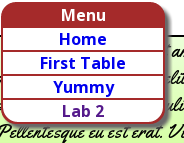 Menu
Home
First Table
Yummy
Lab 2
Pellentesque eu est erat. V